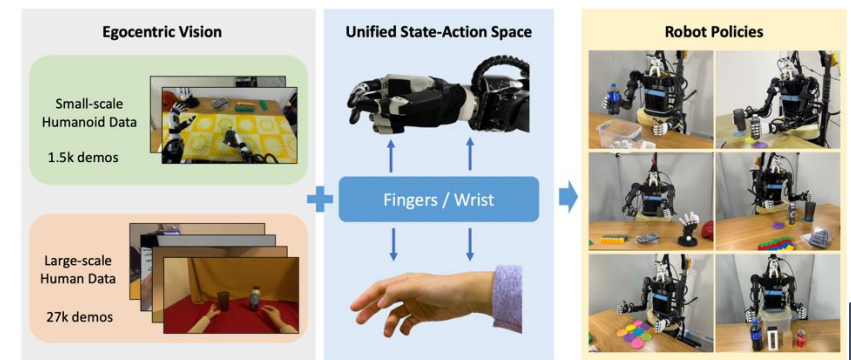 Egocentric Vision
Small-scale
Humanoid Data
1.5k demos
Large-scale
Human Data
27k demos
Unified State-Action Space
Fingers / Wrist
Robot Policies